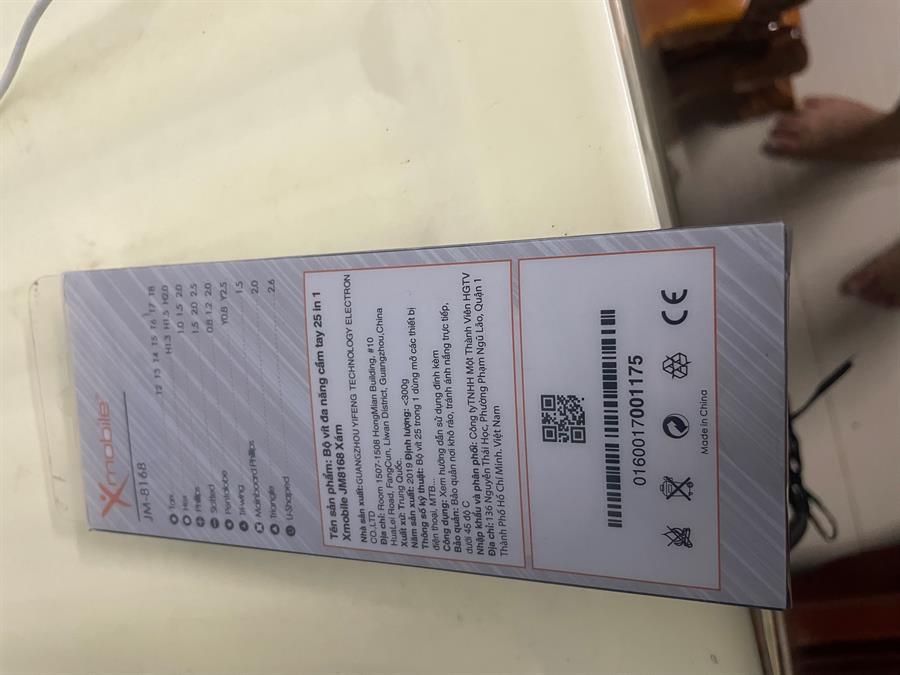 Xmobile
JM-8168
Torx T2 T3 T4 T5 T6 T7 T8
Hex H1.3 H1.5 H2.0
Phillips 1.0 1.5 2.0
Slotted 1.5 2.0 2.5
Pentalobe 0.8 1.2 2.0
Tri-wing Y0.8 Y2.5
Mainboard Phillips 1.5
Triangle 2.0
U-Shaped 2.6
Tên sản phẩm: Bộ vít đa năng cầm tay 25 in 1
Xmobile JM8168 Xám
Nhà sản xuất:GUANGZHOU YIFENG TECHNOLOGY ELECTRON
CO.,LTD
Địa chỉ: Room 1507-1508 HongMian Building, #10
HuaLei Road, FangCun, Liwan District, Guangzhou,China
Xuất xứ: Trung Quốc
Năm sản xuất: 2019 Định lượng: <300g
Thông số kỹ thuật: Bộ vít 25 trong 1 dùng mở các thiết bị
điện thoại, MTB...
Công dụng: Xem hướng dẫn sử dụng đính kèm
Bảo quản: Bảo quản nơi khô ráo, tránh ánh nắng trực tiếp,
dưới 45 độ C
Nhập khẩu và phân phối: Công tyTNHH Một Thành Viên HGTV
Địa chỉ: 136 Nguyễn Thái Học, Phường Phạm Ngũ Lão, Quận 1
Thành Phố Hồ Chí Minh. Việt Nam
0160017001175
CE
Made in China